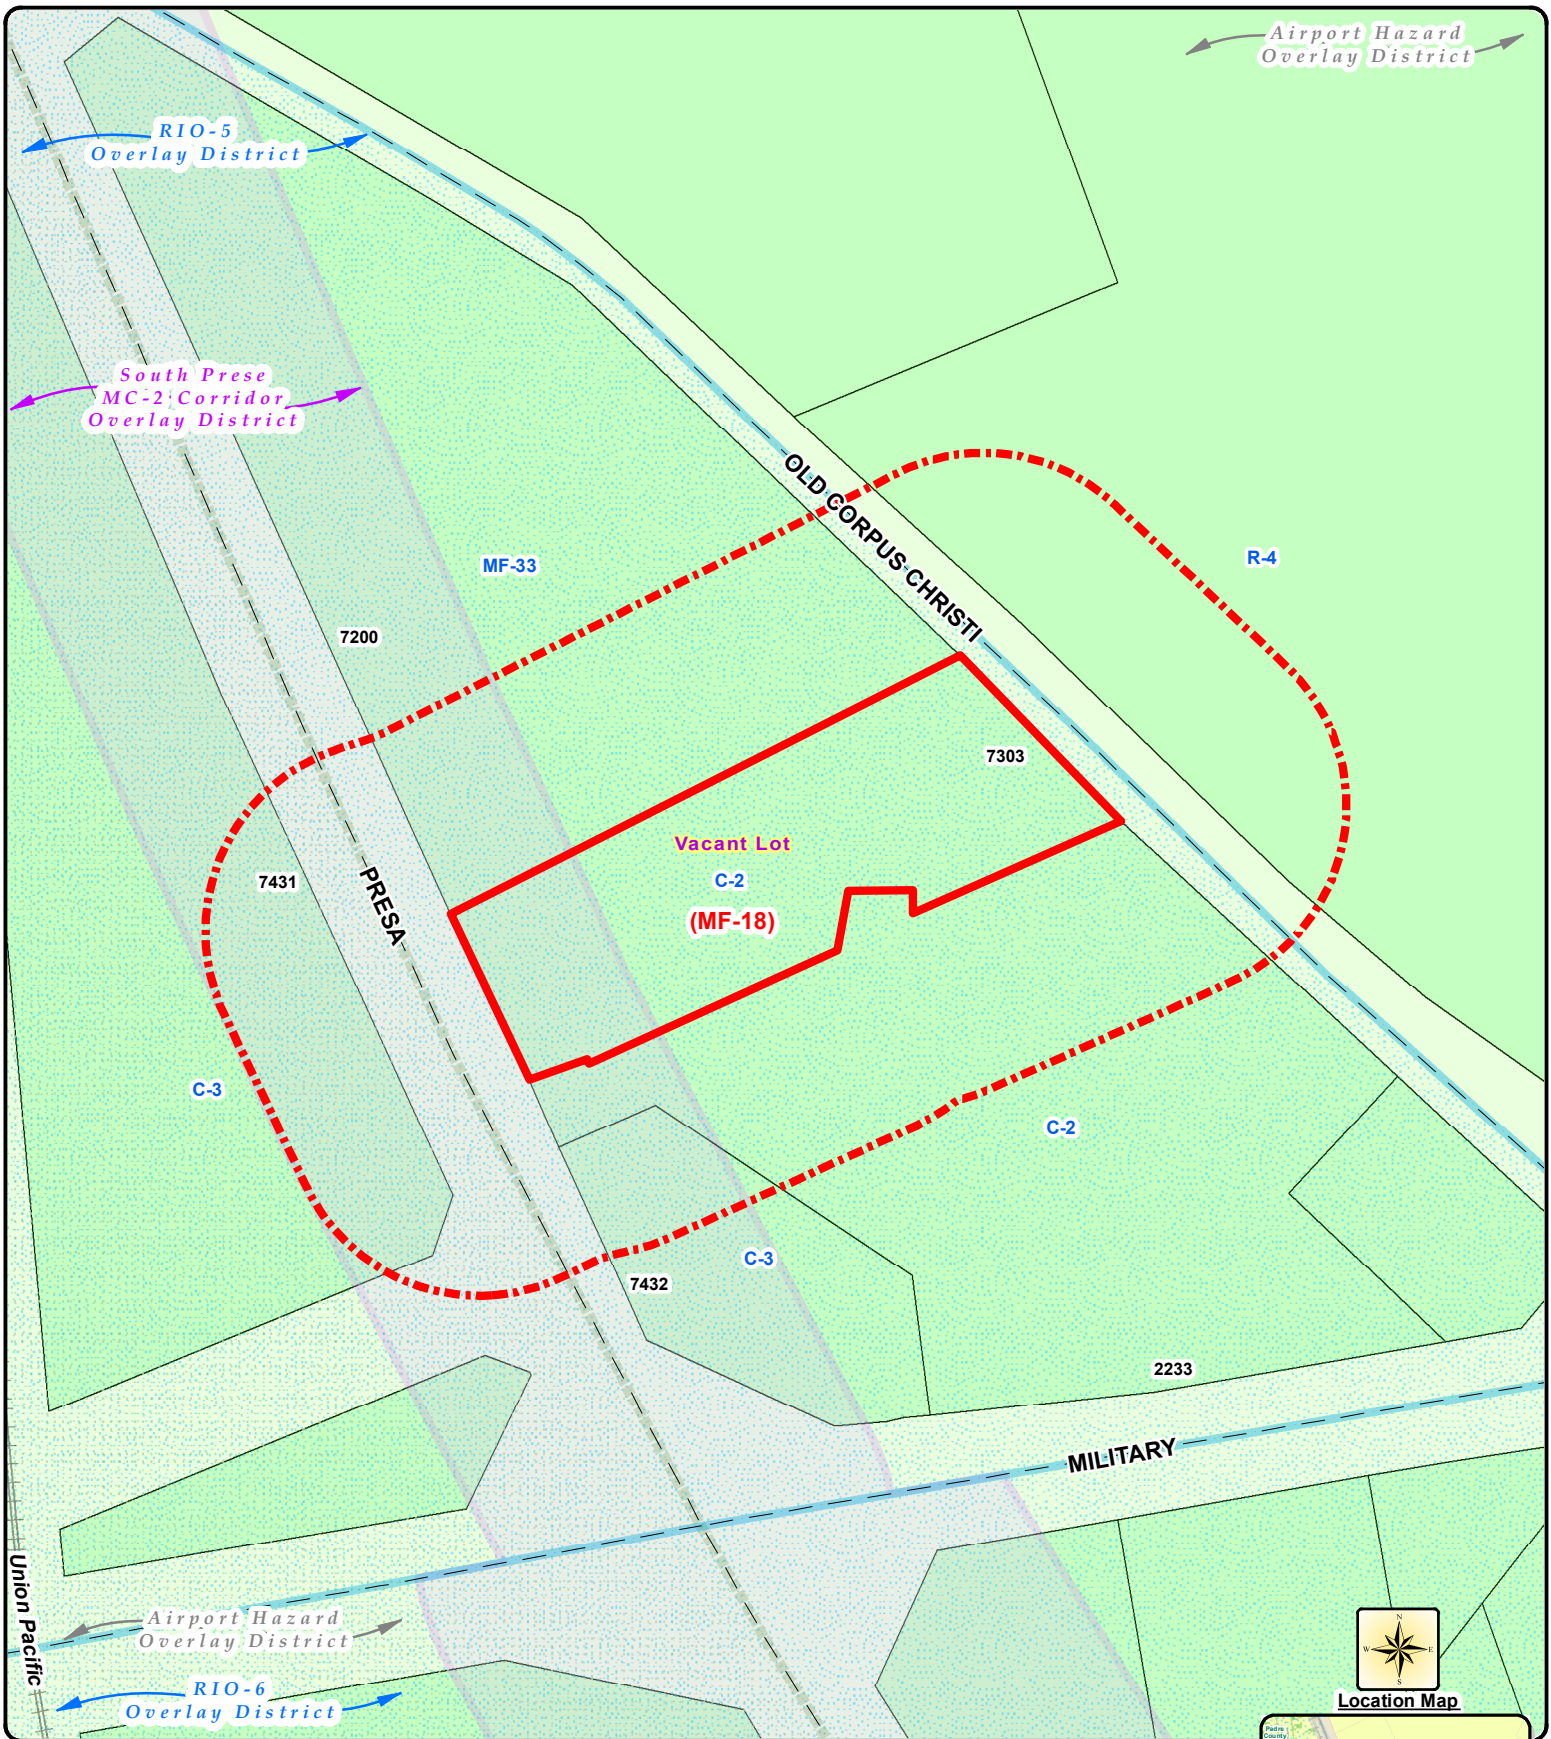 Airport Hazard
Overlay District
RIO-5
Overlay District
South Prese
MC-2 Corridor
Overlay District
OLD CORPUS CHRISTI
MF-33
R-4
7200
7303
Vacant Lot
C-2
(MF-18)
7431
PRESA
C-3
C-2
C-3
7432
2233
MILITARY
Union Pacific
Airport Hazard
Overlay District
RIO-6
Overlay District
N
W
E
S
Location Map
Padre
County